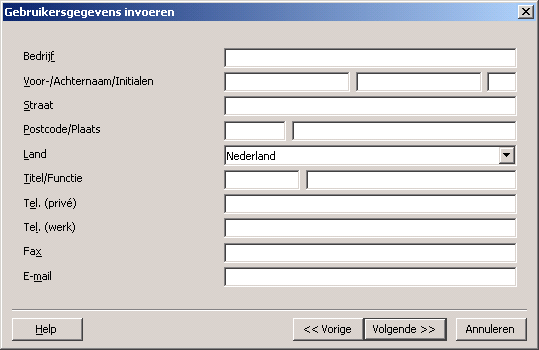 Gebruikersgegevens invoeren
Bedrijf
Voor-/Achternaam/Initialen
Straat
Postcode/Plaats
Land Nederland
Titel/Functie
Tel. (privé)
Tel. (werk)
Fax
E-mail
Help << Vorige Volgende >> Annuleren